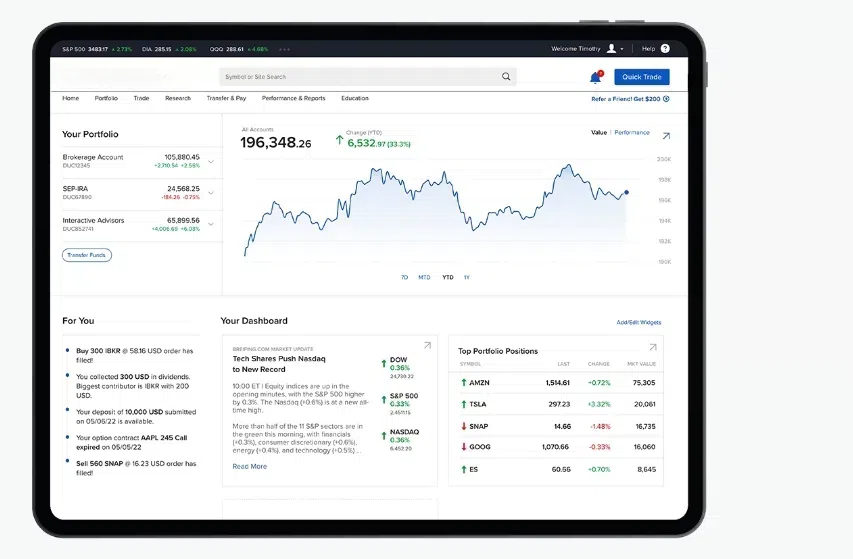 S&P 500 3483.17 ▲ 2.73% DIA 285.15 ▲ 2.08% QQQ 288.61 ▲ 4.68%
Welcome Timothy Help ?
Symbol or Site Search
Quick Trade
Home Portfolio Trade Research Transfer & Pay Performance & Reports Education
Refer a Friend! Get $200
Your Portfolio
Brokerage Account 105,880.45
DUC12345 +2,710.54 +2.56%
SEP-IRA 24,568.25
DUC67890 -184.26 -0.75%
Interactive Advisors 65,899.56
DUC852741 +4,006.69 +6.08%
Transfer Funds
All Accounts
196,348.26
Change (YTD)
6,532.97 (33.3%)
Value | Performance
200K
198K
196K
194K
192K
190K
7D MTD YTD 1Y
For You
Buy 300 IBKR @ 58.16 USD order has
filled!
You collected 300 USD in dividends.
Biggest contributor is IBKR with 200
USD.
Your deposit of 10,000 USD submitted
on 05/06/22 is available.
Your option contract AAPL 245 Call
expired on 05/05/22
Sell 560 SNAP @ 16.23 USD order has
filled!
Your Dashboard
Add/Edit Widgets
BRIEFING.COM MARKET UPDATE
Tech Shares Push Nasdaq
to New Record
10:00 ET | Equity indices are up in the
opening minutes, with the S&P 500 higher
by 0.3%. The Nasdaq (+0.6%) is at a new all-
time high.
More than half of the 11 S&P sectors are in
the green this morning, with financials
(+0.3%), consumer discretionary (+0.6%),
energy (+0.4%), and technology (+0.5%) ...
Read More
DOW
0.36%
S&P 500
0.33%
NASDAQ
0.36%
6,452.20
Top Portfolio Positions
SYMBOL LAST CHANGE MKT VALUE
AMZN 1,514.61 +0.72% 75,305
TSLA 297.23 +3.32% 20,061
SNAP 14.66 -1.48% 16,735
GOOG 1,070.66 -0.33% 16,060
ES 60.66 +0.70% 8,645